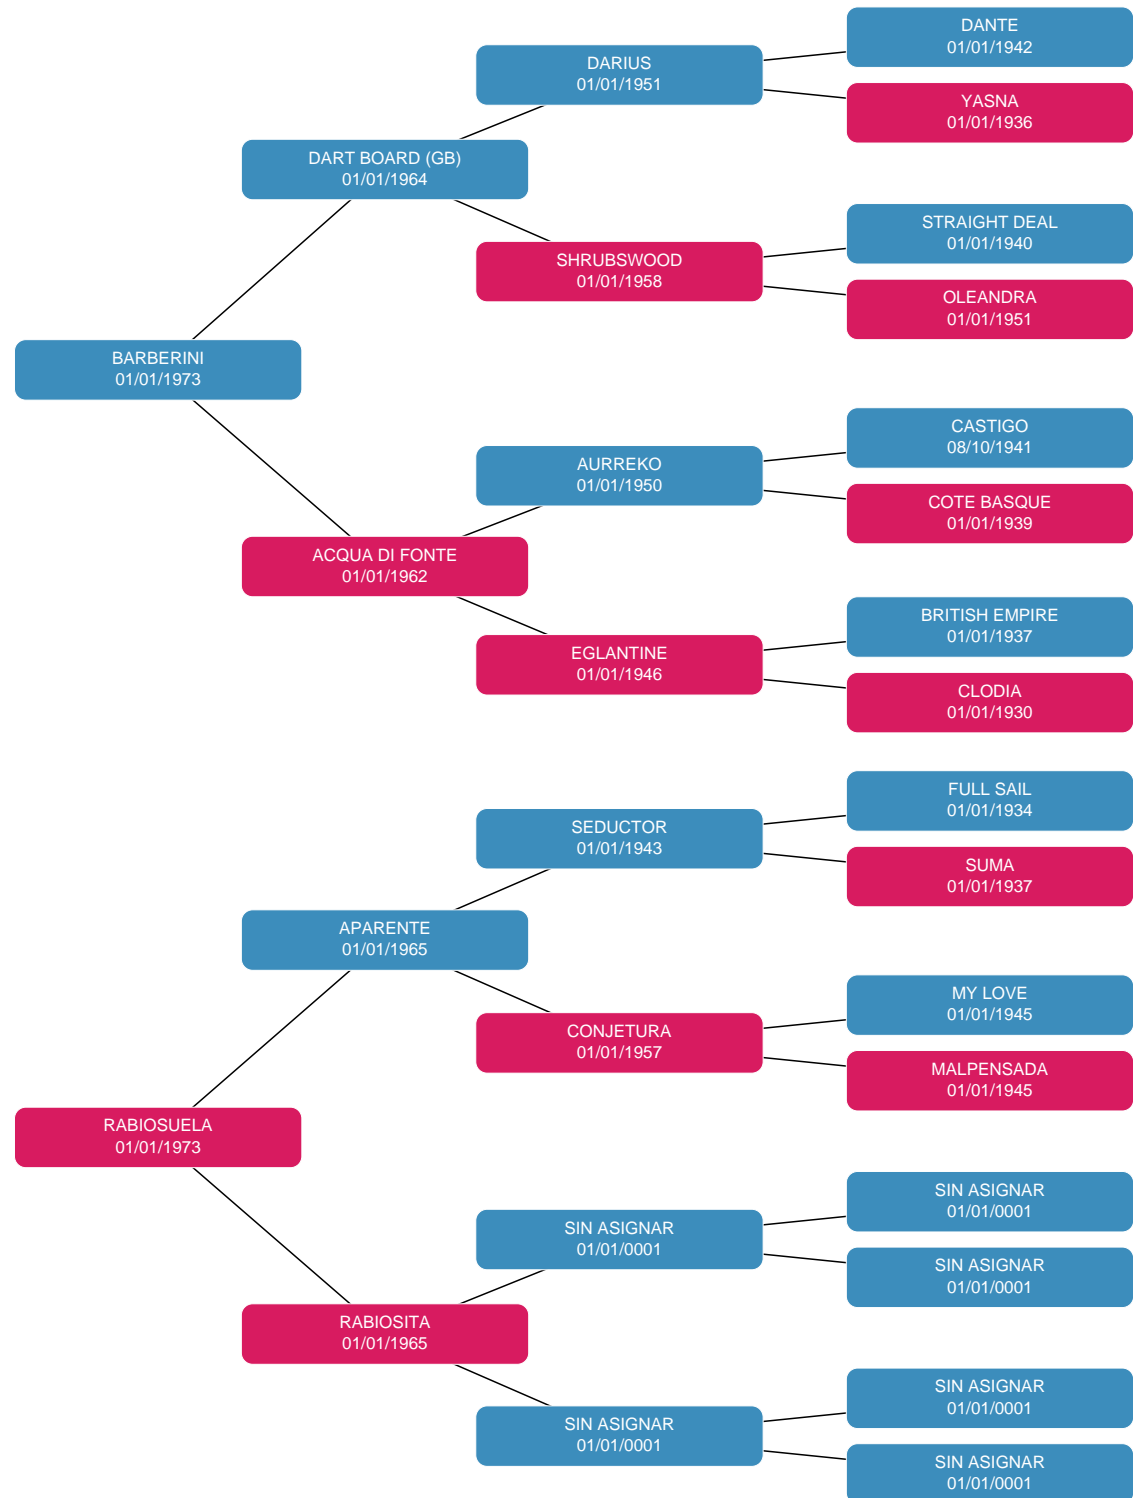 DANTE
01/01/1942
DARIUS
01/01/1951
YASNA
01/01/1936
DART BOARD (GB)
01/01/1964
STRAIGHT DEAL
01/01/1940
SHRUBSWOOD
01/01/1958
OLEANDRA
01/01/1951
BARBERINI
01/01/1973
CASTIGO
08/10/1941
AURREKO
01/01/1950
COTE BASQUE
01/01/1939
ACQUA DI FONTE
01/01/1962
BRITISH EMPIRE
01/01/1937
EGLANTINE
01/01/1946
CLODIA
01/01/1930
FULL SAIL
01/01/1934
SEDUCTOR
01/01/1943
SUMA
01/01/1937
APARENTE
01/01/1965
MY LOVE
01/01/1945
CONJETURA
01/01/1957
MALPENSADA
01/01/1945
RABIOSUELA
01/01/1973
SIN ASIGNAR
01/01/0001
SIN ASIGNAR
01/01/0001
SIN ASIGNAR
01/01/0001
RABIOSITA
01/01/1965
SIN ASIGNAR
01/01/0001
SIN ASIGNAR
01/01/0001
SIN ASIGNAR
01/01/0001